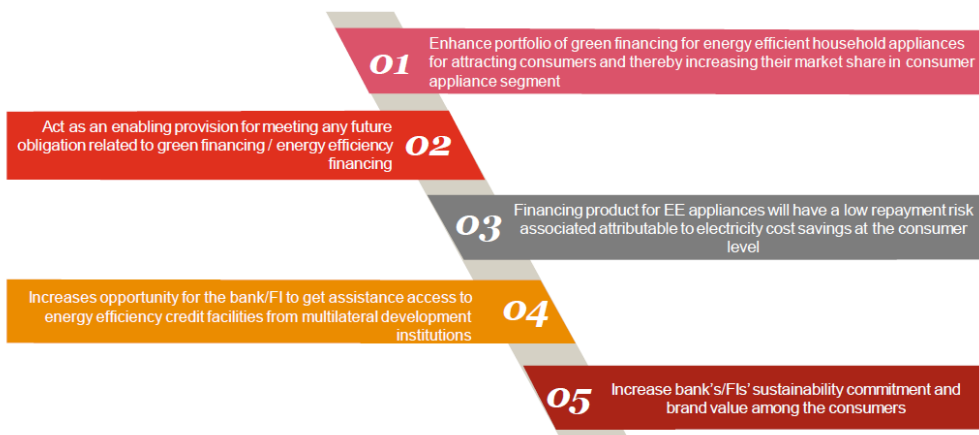 01
Enhance portfolio of green financing for energy efficient household appliances
for attracting consumers and thereby increasing their market share in consumer
appliance segment
Act as an enabling provision for meeting any future
obligation related to green financing / energy efficiency
financing
02
03
Financing product for EE appliances will have a low repayment risk
associated attributable to electricity cost savings at the consumer
level
Increases opportunity for the bank/FI to get assistance access to
energy efficiency credit facilities from multilateral development
institutions
04
05
Increase bank's/FIs' sustainability commitment and
brand value among the consumers